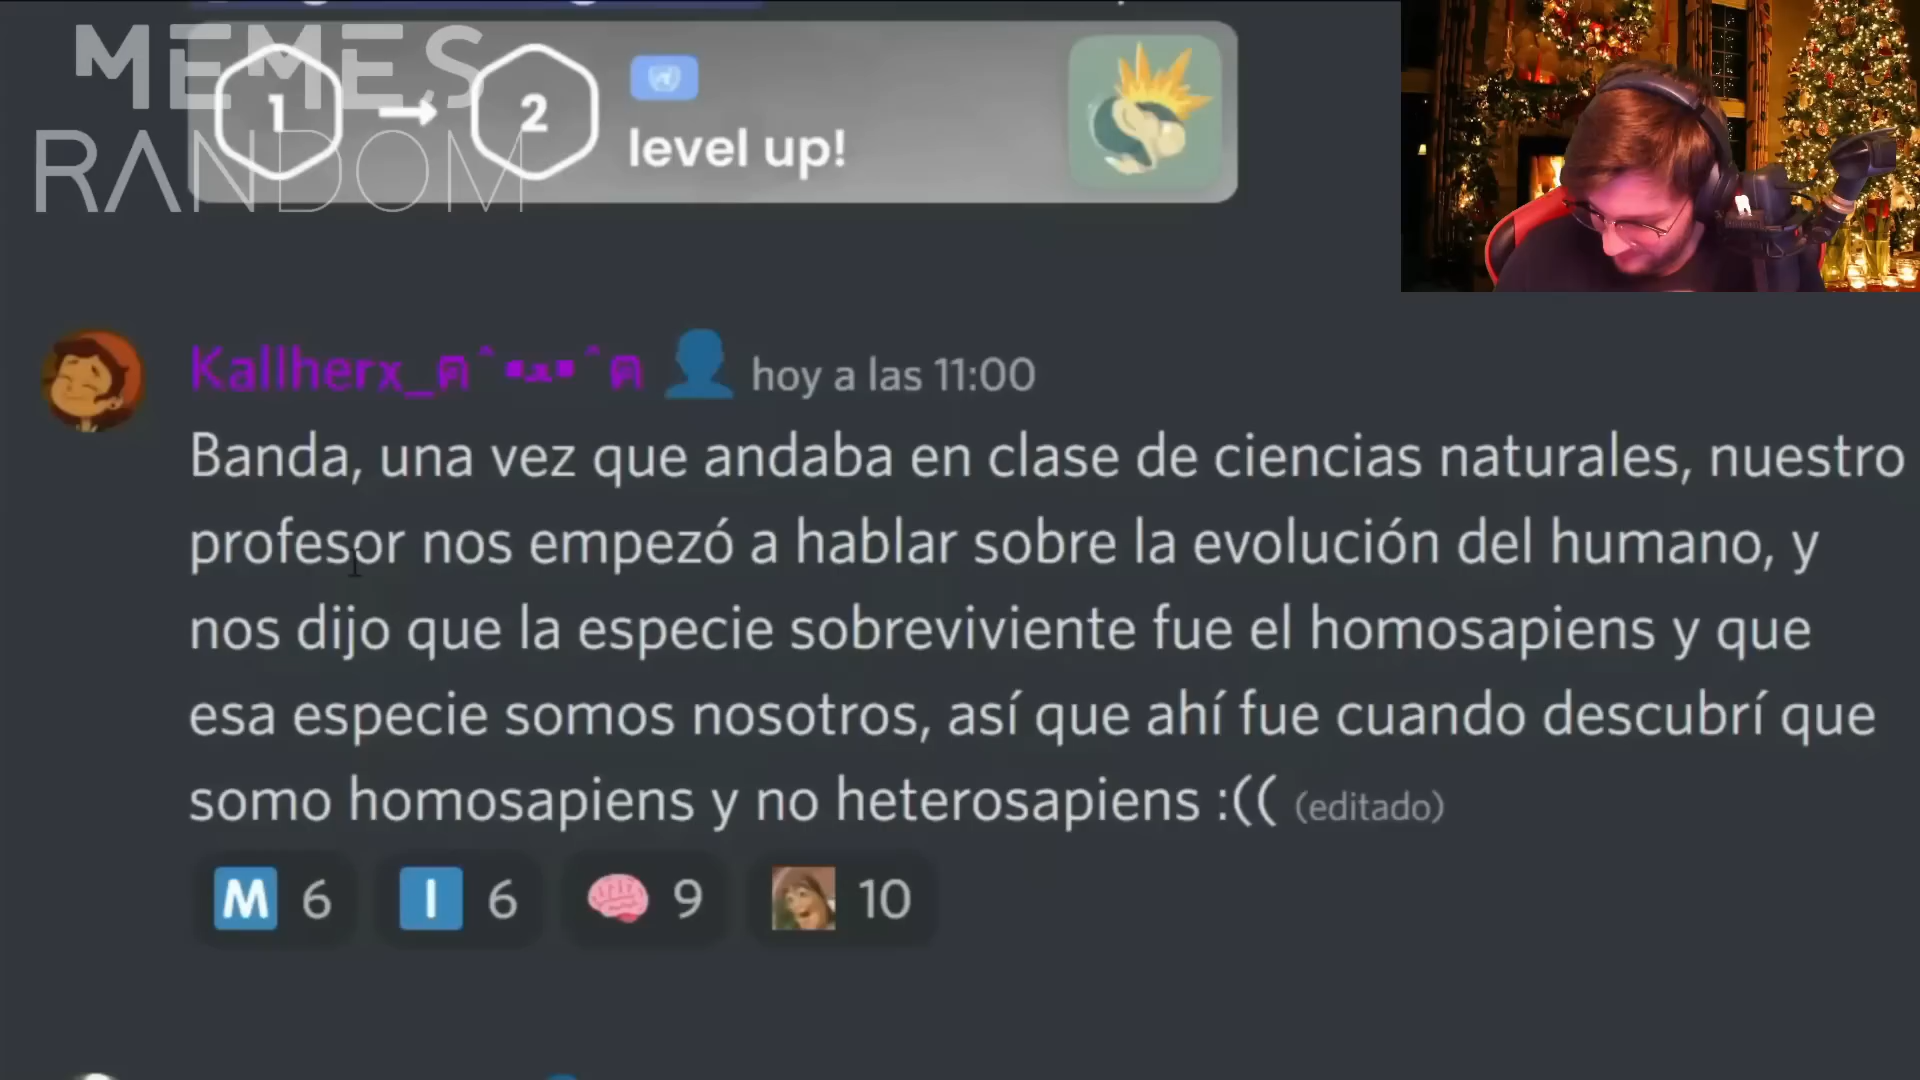 MEMES
RANDOM
1 → 2
level up!
Kallherx_ฅ^•ﻌ•^ฅ hoy a las 11:00
Banda, una vez que andaba en clase de ciencias naturales, nuestro
profesor nos empezó a hablar sobre la evolución del humano, y
nos dijo que la especie sobreviviente fue el homosapiens y que
esa especie somos nosotros, así que ahí fue cuando descubrí que
somo homosapiens y no heterosapiens :(( (editado)
M 6 I 6 9 10